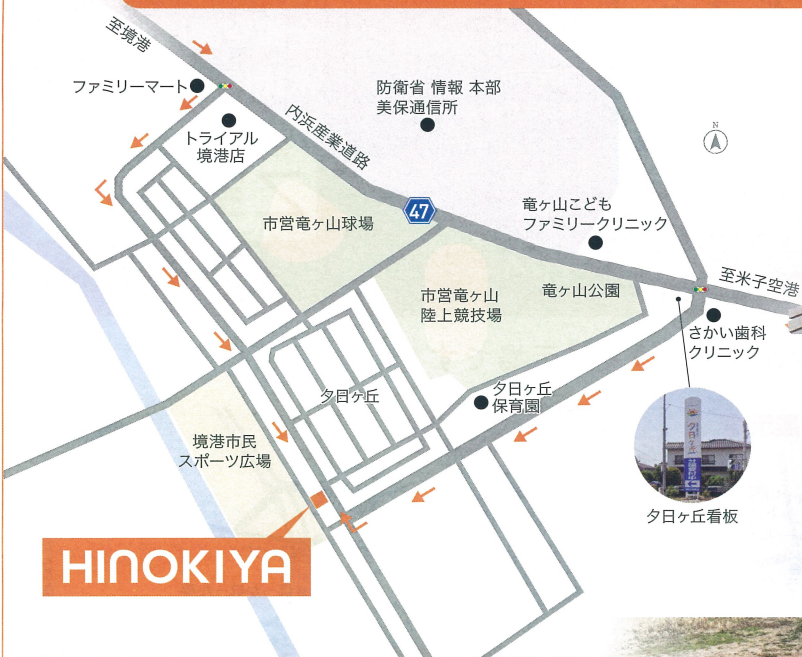 至境港
ファミリーマート
トライアル
境港店
内浜産業道路
防衛省 情報 本部
美保通信所
N
47
竜ヶ山こども
ファミリークリニック
市営竜ヶ山球場
市営竜ヶ山
陸上競技場
竜ヶ山公園
至米子空港
さかい歯科
クリニック
夕日ヶ丘
夕日ヶ丘
保育園
境港市民
スポーツ広場
夕日ヶ丘
夕日ヶ丘看板
HINOKIYA